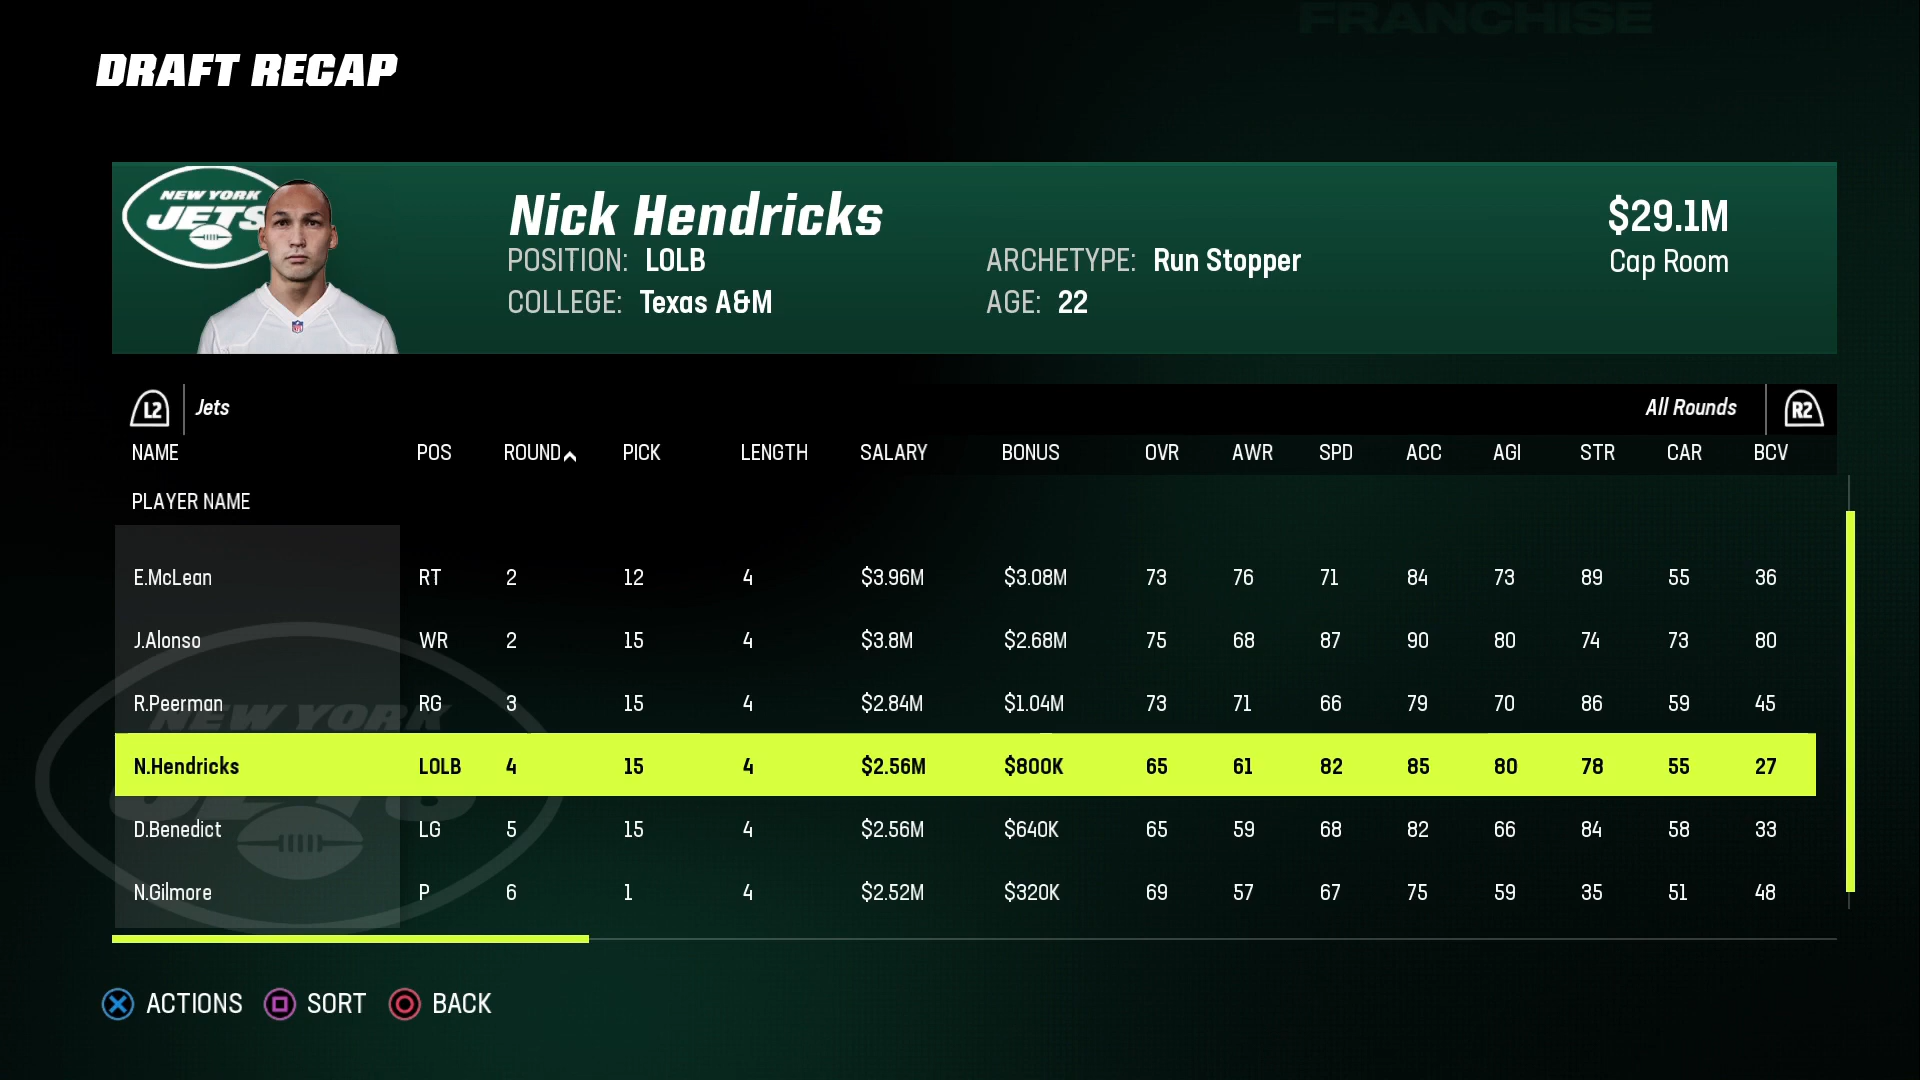 FRANCHISE
DRAFT RECAP
NEW YORK
JETS
Nick Hendricks
POSITION: LOLB
ARCHETYPE: Run Stopper
COLLEGE: Texas A&M
AGE: 22
$29.1M
Cap Room
L2 Jets All Rounds R2
NAME POS ROUND PICK LENGTH SALARY BONUS OVR AWR SPD ACC AGI STR CAR BCV
PLAYER NAME
E.McLean RT 2 12 4 $3.96M $3.08M 73 76 71 84 73 89 55 36
J.Alonso WR 2 15 4 $3.8M $2.68M 75 68 87 90 80 74 73 80
R.Peerman RG 3 15 4 $2.84M $1.04M 73 71 66 79 70 86 59 45
NEW YORK
N.Hendricks LOLB 4 15 4 $2.56M $800K 65 61 82 85 80 78 55 27
JETS
D.Benedict LG 5 15 4 $2.56M $640K 65 59 68 82 66 84 58 33
N.Gilmore P 6 1 4 $2.52M $320K 69 57 67 75 59 35 51 48
ACTIONS SORT BACK